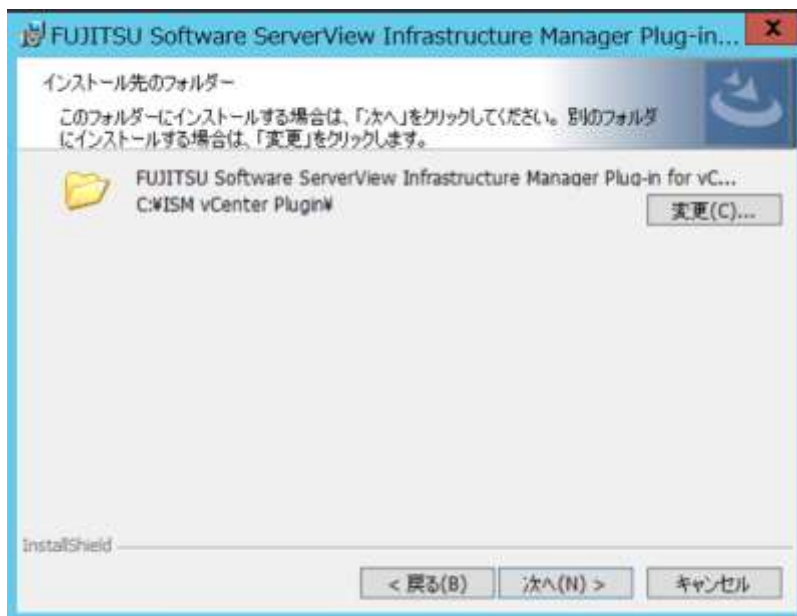 FUJITSU Software ServerView Infrastructure Manager Plug-in...
インストール先のフォルダー
このフォルダーにインストールする場合は、「次へ」をクリックしてください。別のフォルダ
にインストールする場合は、「変更」をクリックします。
FUJITSU Software ServerView Infrastructure Manager Plug-in for vC...
C:¥ISM vCenter Plugin¥
変更(C)...
InstallShield
< 戻る(B)
次へ(N) >
キャンセル